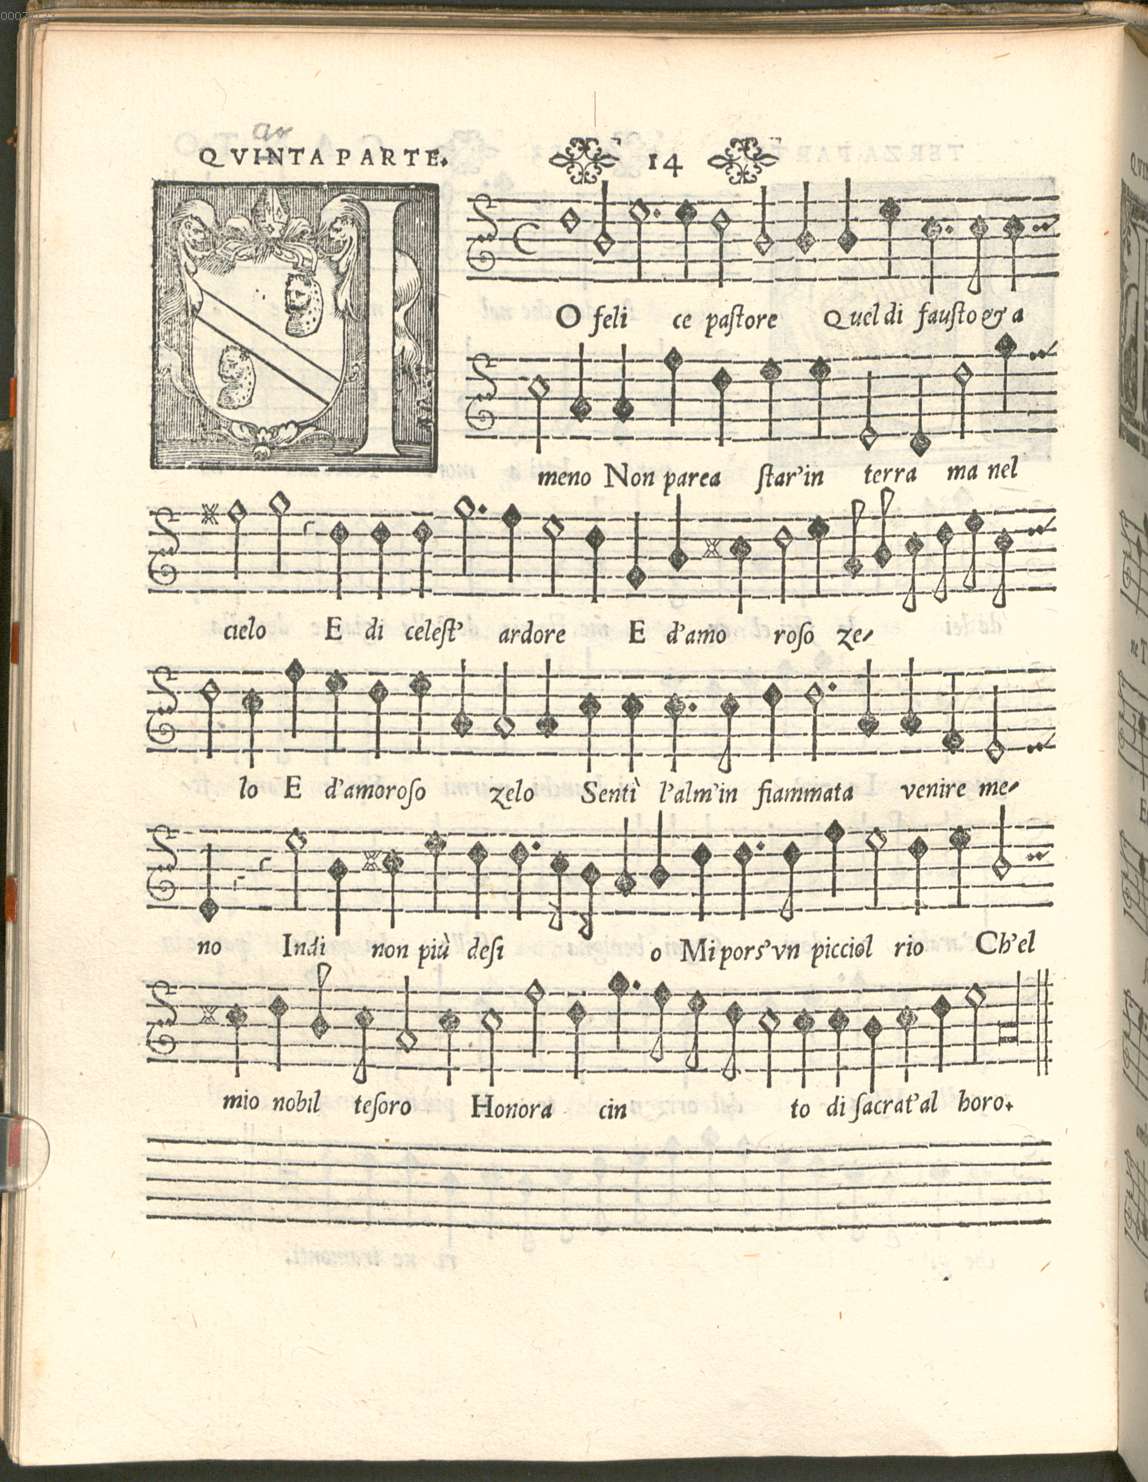 QVINTA PARTE.
14
IO feli ce paſtore Quel di fauſto & a
meno Non parea ſtar'in terra ma nel
cielo E di celeſt' ardore E d'amo roſo ze-
lo E d'amoroſo zelo Sentì l'alm'in fiammata venire me-
no Indi non più deſi o Mi pors'vn picciol rio Ch'el
mio nobil teſoro Honora cin to di ſacrat'al horo.